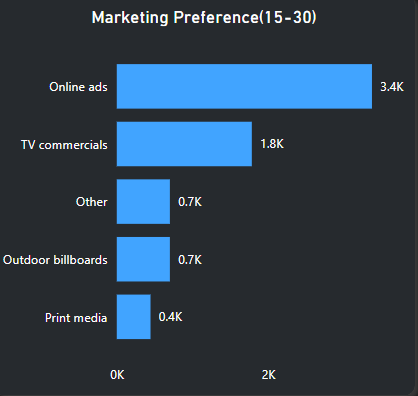 Marketing Preference(15-30)
Online ads 3.4K
TV commercials 1.8K
Other 0.7K
Outdoor billboards 0.7K
Print media 0.4K
0K 2K